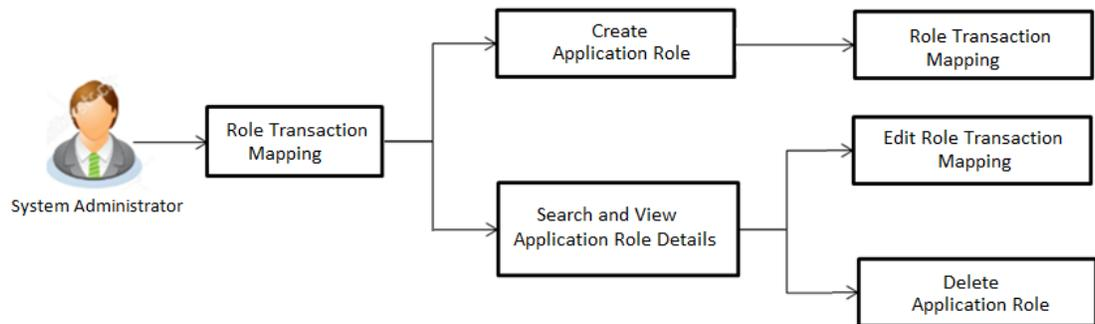 Create
Application Role
Role Transaction
Mapping
Role Transaction
Mapping
Edit Role Transaction
Mapping
System Administrator
Search and View
Application Role Details
Delete
Application Role